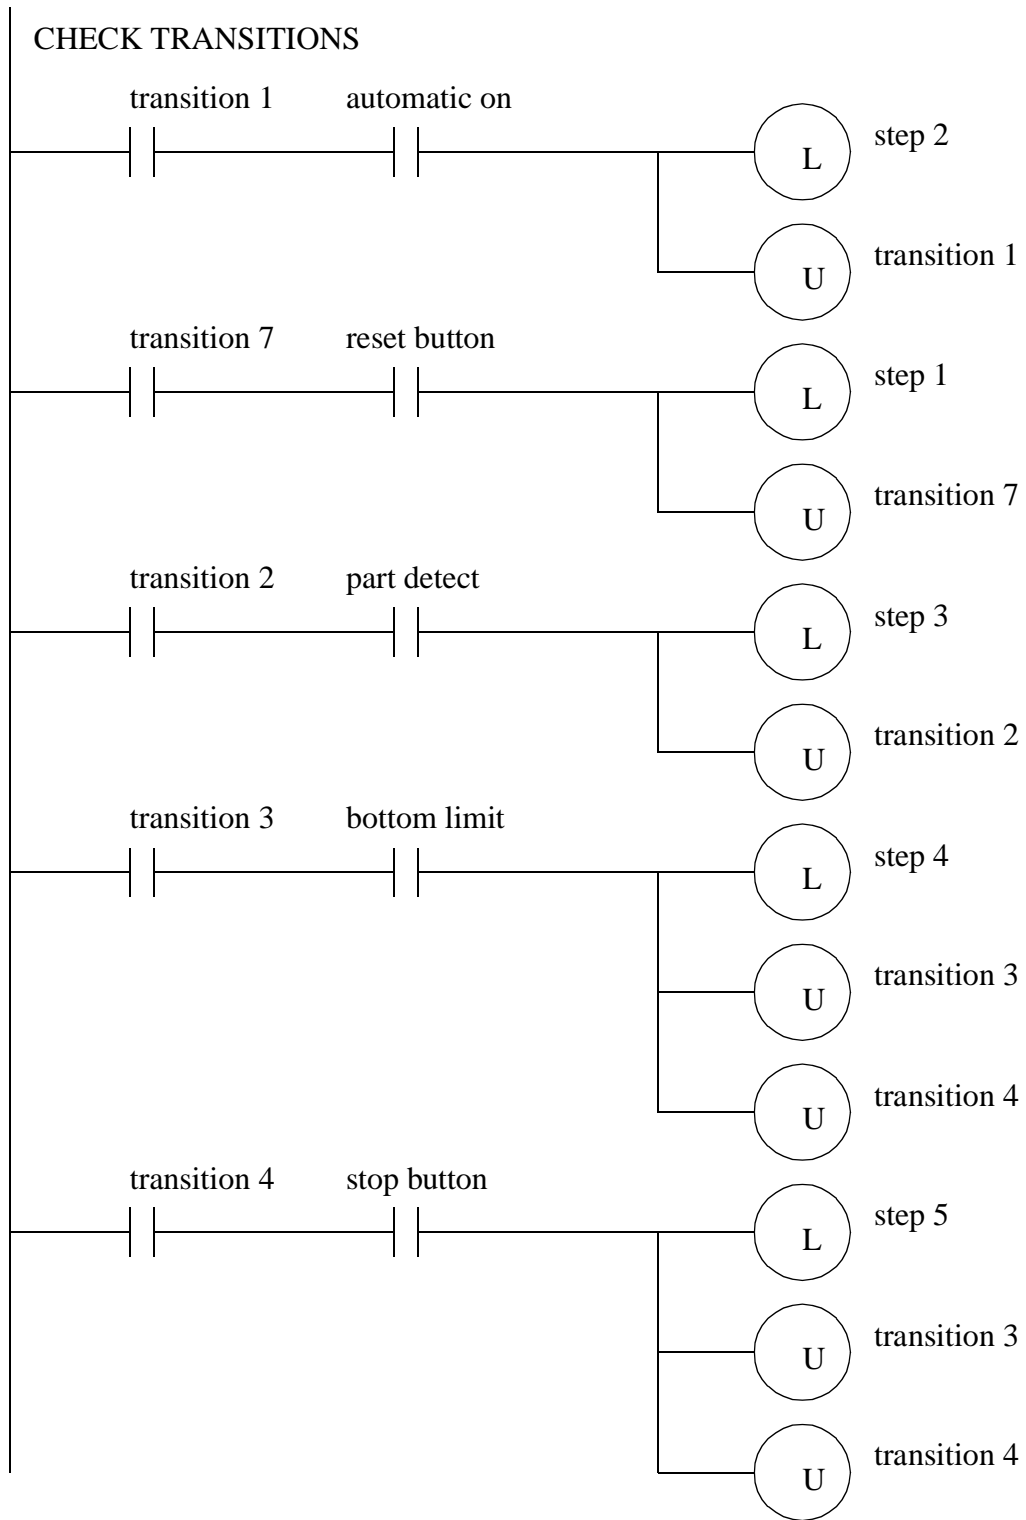 CHECK TRANSITIONS
transition 1 automatic on
L step 2
U transition 1
transition 7 reset button
L step 1
U transition 7
transition 2 part detect
L step 3
U transition 2
transition 3 bottom limit
L step 4
U transition 3
U transition 4
transition 4 stop button
L step 5
U transition 3
U transition 4